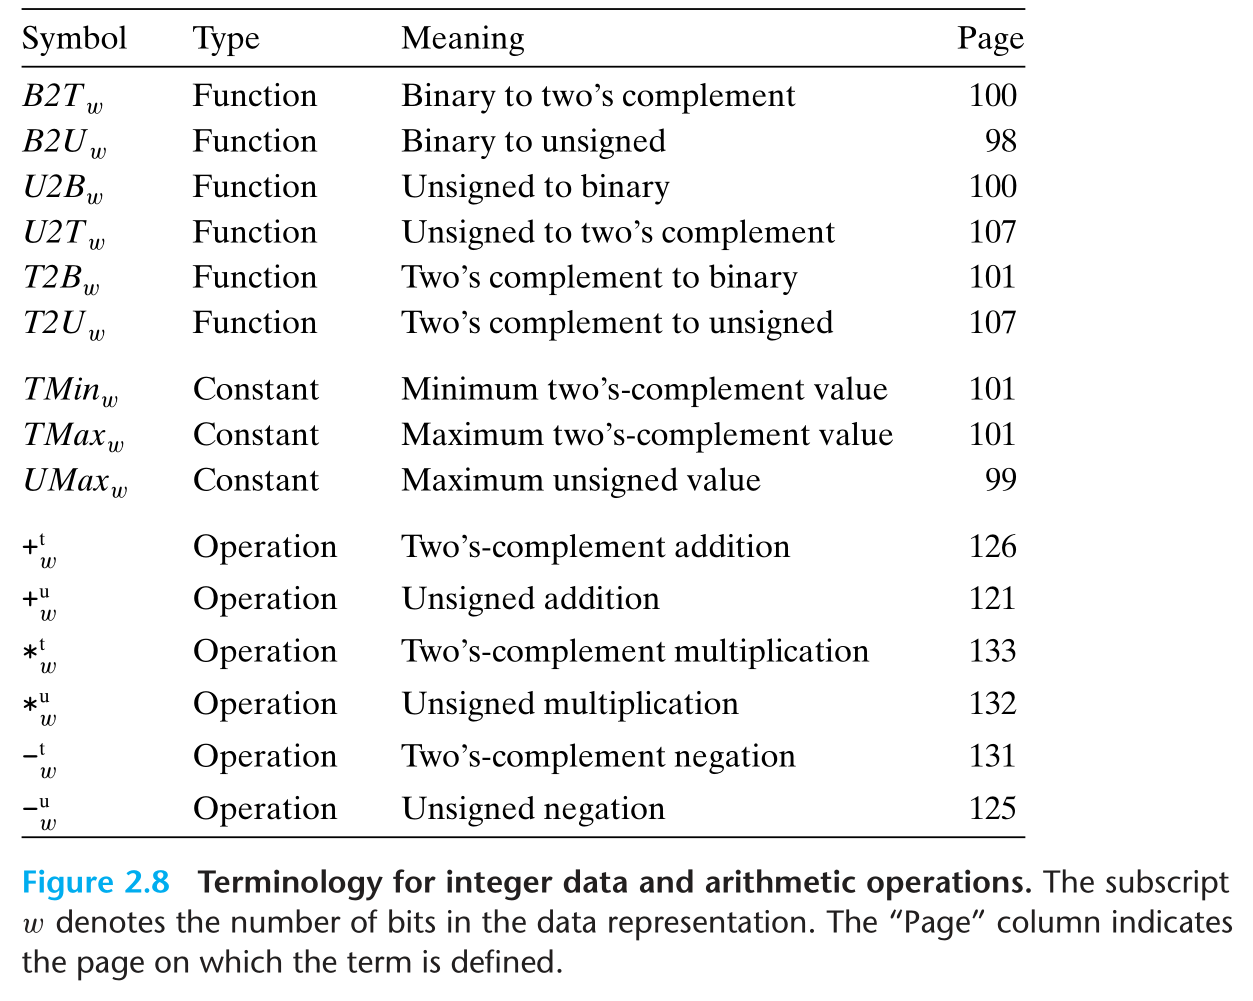 Symbol Type Meaning Page
B2T_w Function Binary to two’s complement 100
B2U_w Function Binary to unsigned 98
U2B_w Function Unsigned to binary 100
U2T_w Function Unsigned to two’s complement 107
T2B_w Function Two’s complement to binary 101
T2U_w Function Two’s complement to unsigned 107
TMin_w Constant Minimum two’s-complement value 101
TMax_w Constant Maximum two’s-complement value 101
UMax_w Constant Maximum unsigned value 99
+^t_w Operation Two’s-complement addition 126
+^u_w Operation Unsigned addition 121
*^t_w Operation Two’s-complement multiplication 133
*^u_w Operation Unsigned multiplication 132
-^t_w Operation Two’s-complement negation 131
-^u_w Operation Unsigned negation 125
Figure 2.8 Terminology for integer data and arithmetic operations. The subscript
w denotes the number of bits in the data representation. The “Page” column indicates
the page on which the term is defined.